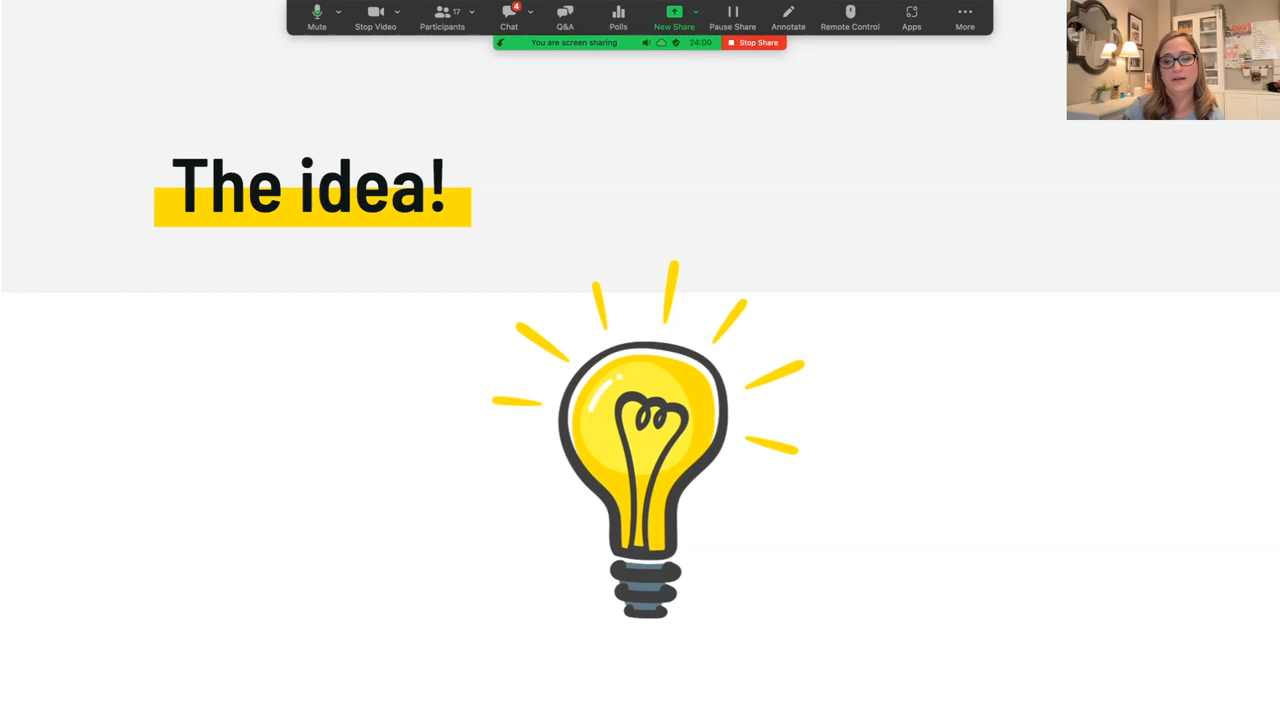 17
4
Mute
Stop Video
Participants
Chat
Q&A
Polls
New Share
Pause Share
Annotate
Remote Control
Apps
More
You are screen sharing
24:00
Stop Share
The idea!